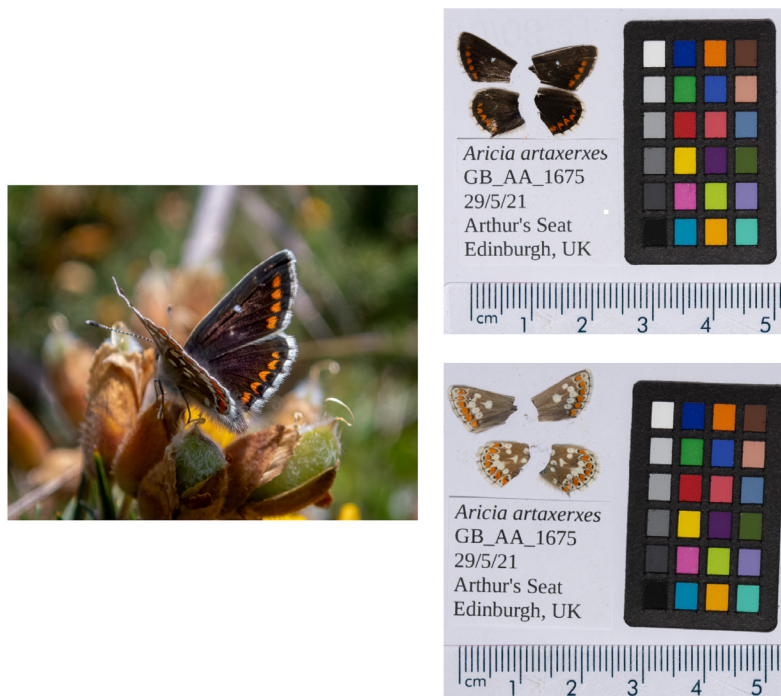 Aricia artaxerxes
GB_AA_1675
29/5/21
Arthur's Seat
Edinburgh, UK
cm 1 2 3 4 5
Aricia artaxerxes
GB_AA_1675
29/5/21
Arthur's Seat
Edinburgh, UK
cm 1 2 3 4 5